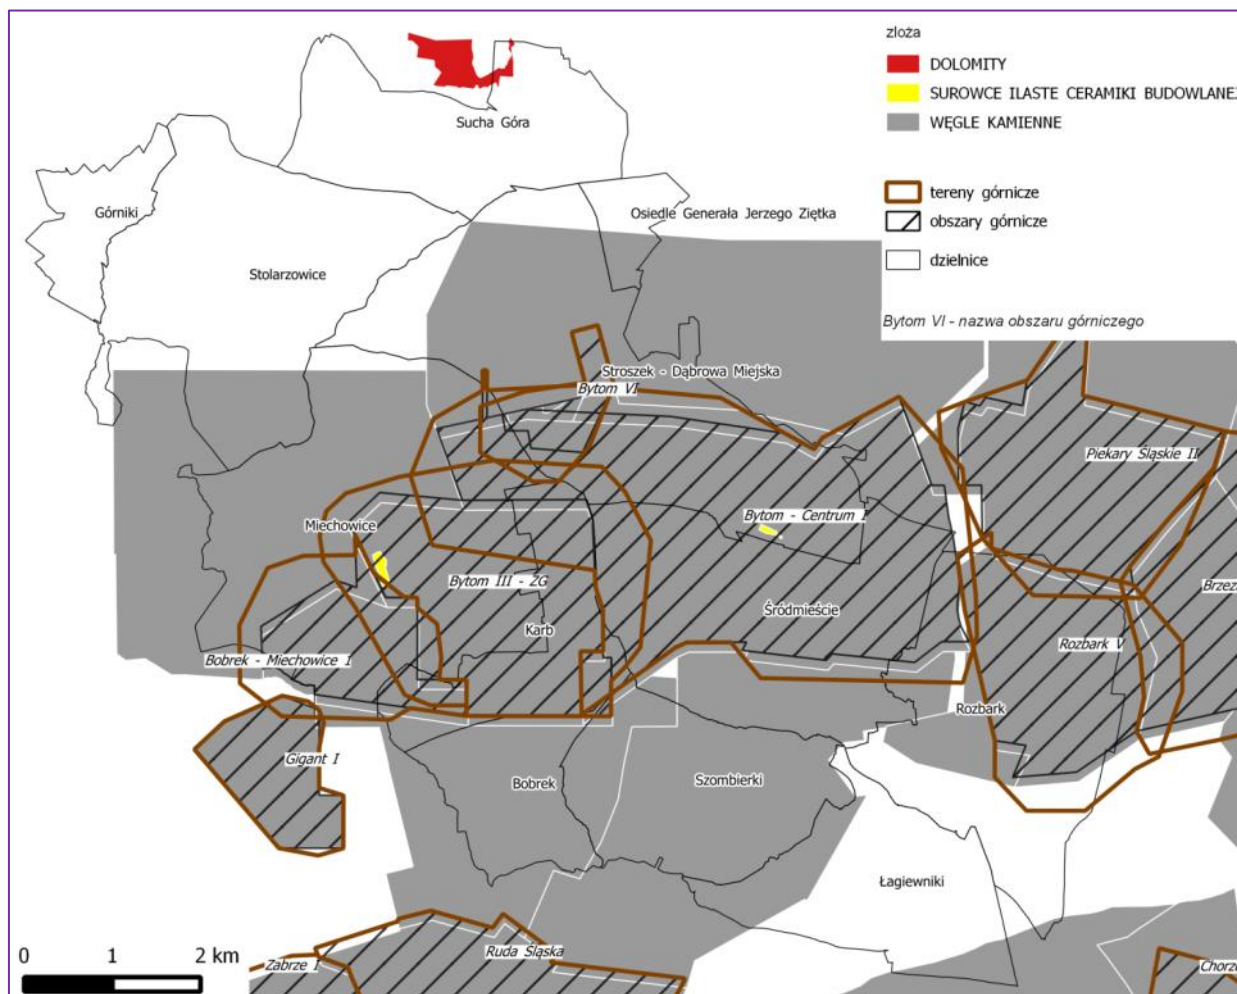 złoża
DOLOMITY
SUROWCE ILASTE CERAMIKI BUDOWLANEJ
WĘGLE KAMIENNE
tereny górnicze
obszary górnicze
dzielnice
Bytom VI - nazwa obszaru górniczego
Sucha Góra
Górniki
Osiedle Generała Jerzego Ziętka
Stolarzowice
Stroszek - Dąbrowa Miejska
Bytom VI
Piekary Śląskie II
Bytom - Centrum I
Miechowice
Bytom III - ZG
Brzez
Śródmieście
Karb
Rozbark V
Bobrek - Miechowice I
Rozbark
Gigant I
Bobrek
Szombierki
Łagiewniki
Ruda Śląska
Zabrze I
Chorz
0 1 2 km